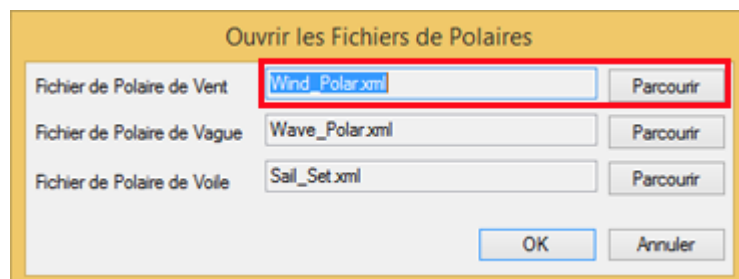 Ouvrir les Fichiers de Polaires
Fichier de Polaire de Vent Wind_Polar.xml Parcourir
Fichier de Polaire de Vague Wave_Polar.xml Parcourir
Fichier de Polaire de Voile Sail_Set.xml Parcourir
OK Annuler